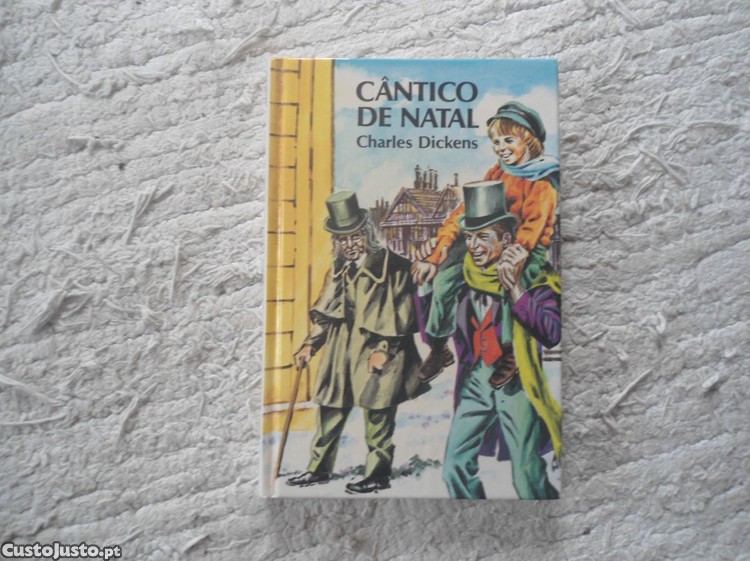 CÂNTICO
DE NATAL
Charles Dickens
CustoJusto.pt